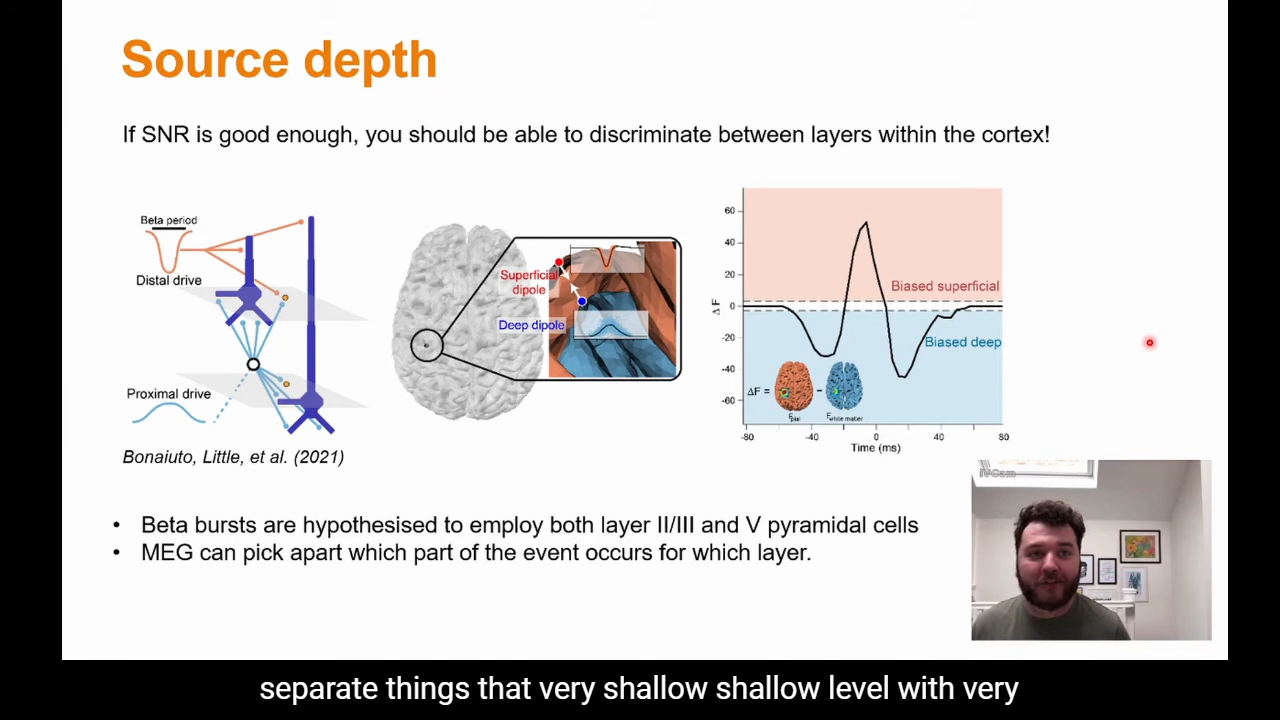 Source depth
If SNR is good enough, you should be able to discriminate between layers within the cortex!
Beta period
Distal drive
Proximal drive
Bonaiuto, Little, et al. (2021)
Superficial
dipole
Deep dipole
ΔF
60
40
20
0
-20
-40
-60
Biased superficial
Biased deep
ΔF =
-
Fpial
Fwhite matter
-80
-40
0
40
80
Time (ms)
• Beta bursts are hypothesised to employ both layer II/III and V pyramidal cells
• MEG can pick apart which part of the event occurs for which layer.
separate things that very shallow shallow level with very